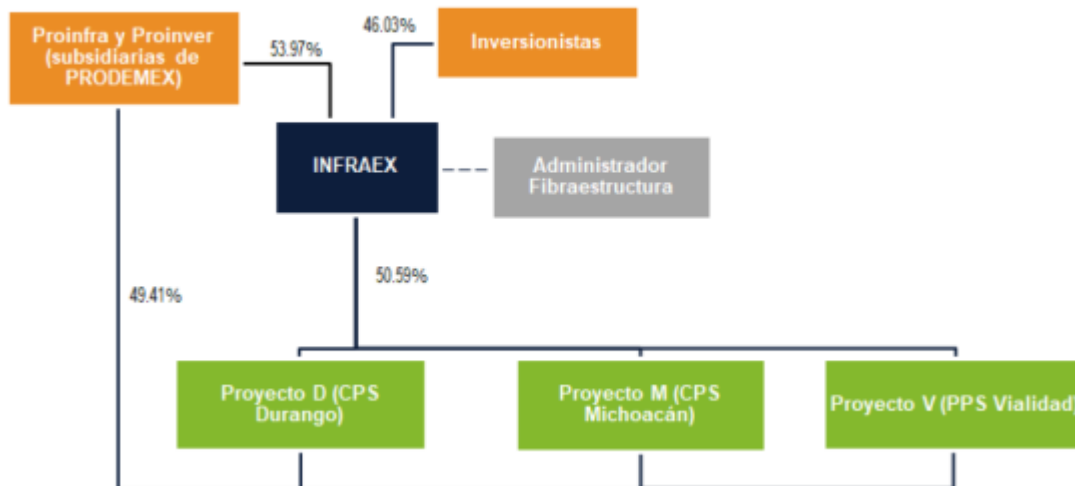 Proinfra y Proinver
(subsidiarias de
PRODEMEX)
53.97%
46.03%
Inversionistas
INFRAEX
Administrador
Fibraestructura
49.41%
50.59%
Proyecto D (CPS
Durango)
Proyecto M (CPS
Michoacán)
Proyecto V (PPS Vialidad)